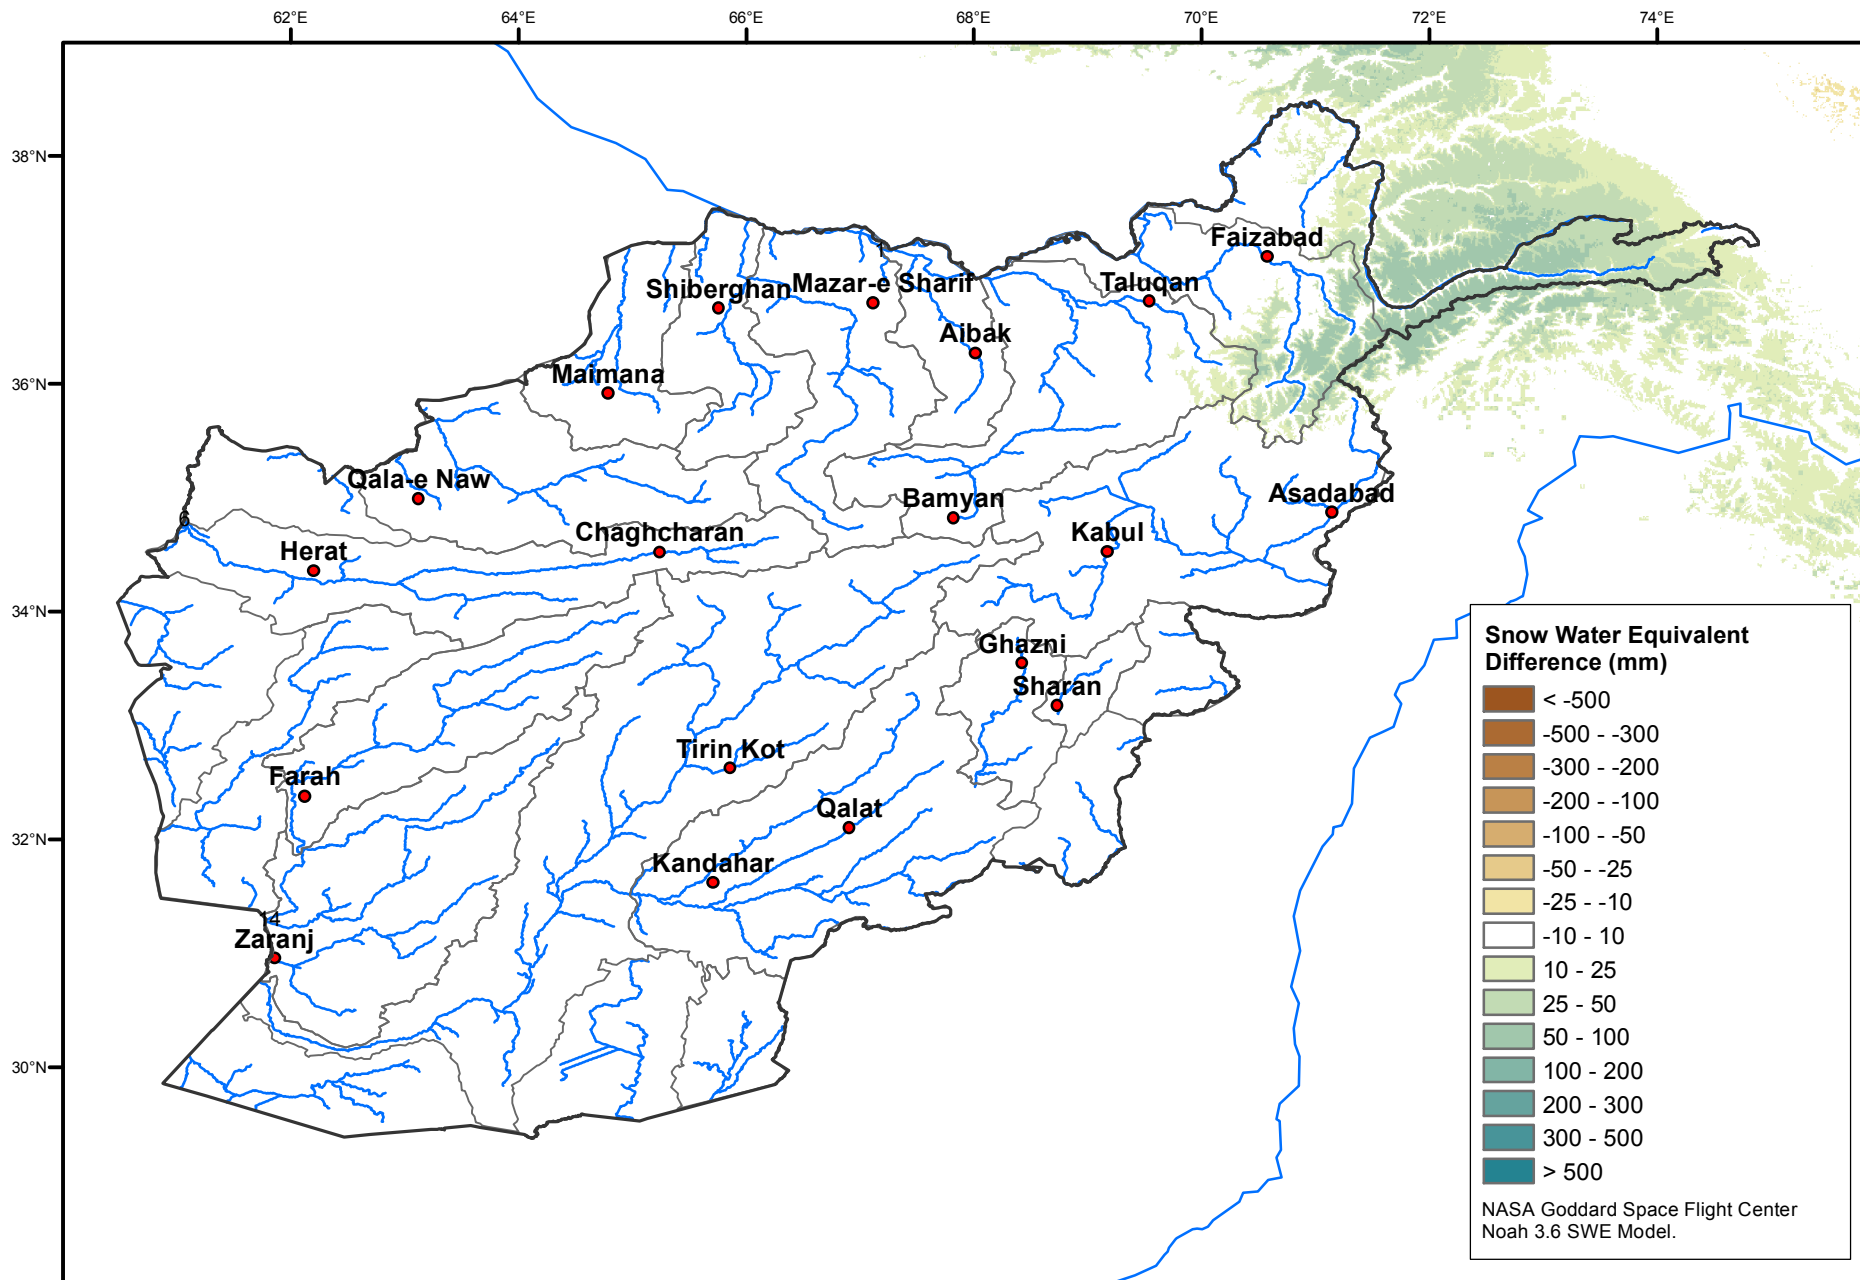 62°E 64°E 66°E 68°E 70°E 72°E 74°E
38°N
Faizabad
Shiberghan
Mazar-e Sharif
Taluqan
Aibak
36°N
Maimana
Qala-e Naw
Bamyan
Asadabad
6
Chaghcharan
Kabul
Herat
34°N
Ghazni
Sharan
Tirin Kot
Farah
Qalat
32°N
Kandahar
14
Zaranj
30°N
Snow Water Equivalent
Difference (mm)
< -500
-500 - -300
-300 - -200
-200 - -100
-100 - -50
-50 - -25
-25 - -10
-10 - 10
10 - 25
25 - 50
50 - 100
100 - 200
200 - 300
300 - 500
> 500
NASA Goddard Space Flight Center
Noah 3.6 SWE Model.